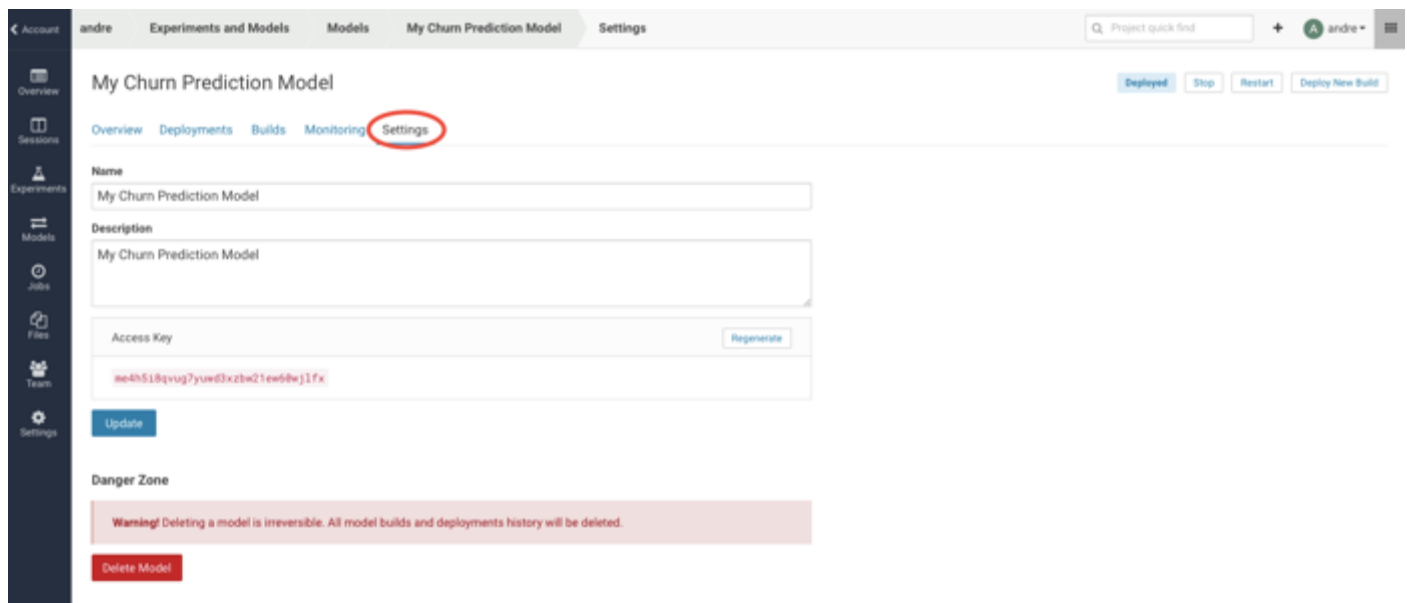 Account
andre Experiments and Models Models My Churn Prediction Model Settings
Project quick find
+
A andre
Overview
Sessions
Experiments
Models
Jobs
Files
Team
Settings
My Churn Prediction Model
Deployed Stop Restart Deploy New Build
Overview Deployments Builds Monitoring Settings
Name
My Churn Prediction Model
Description
My Churn Prediction Model
Access Key
Regenerate
Update
Danger Zone
Warning! Deleting a model is irreversible. All model builds and deployments history will be deleted.
Delete Model